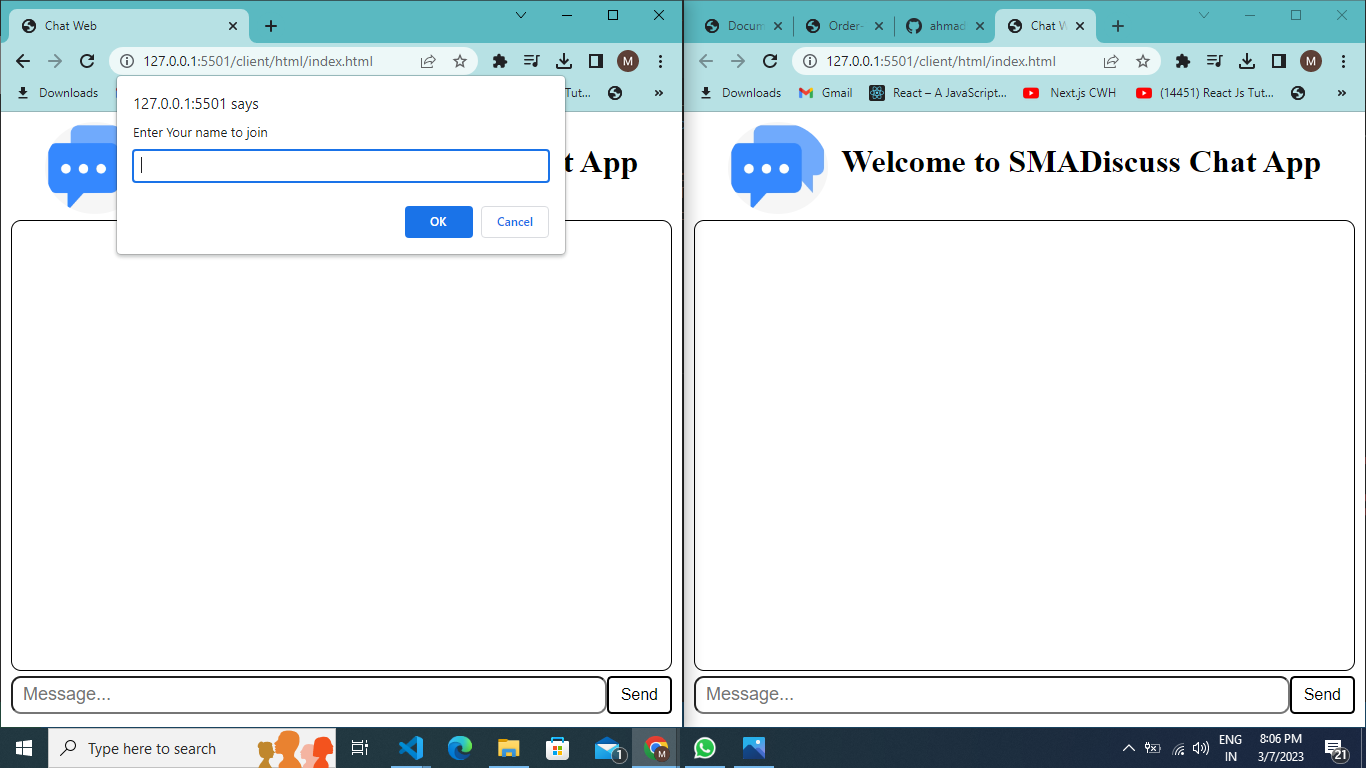 Chat Web
127.0.0.1:5501/client/html/index.html
M
Downloads
Tut...
»
127.0.0.1:5501 says
Enter Your name to join
OK
Cancel
t App
Message...
Send
Docum
Order-
ahmad
Chat W
127.0.0.1:5501/client/html/index.html
M
Downloads
Gmail
React – A JavaScript...
Next.js CWH
(14451) React Js Tut...
»
Welcome to SMADiscuss Chat App
Message...
Send
Type here to search
1
M
ENG
IN
8:06 PM
3/7/2023
21